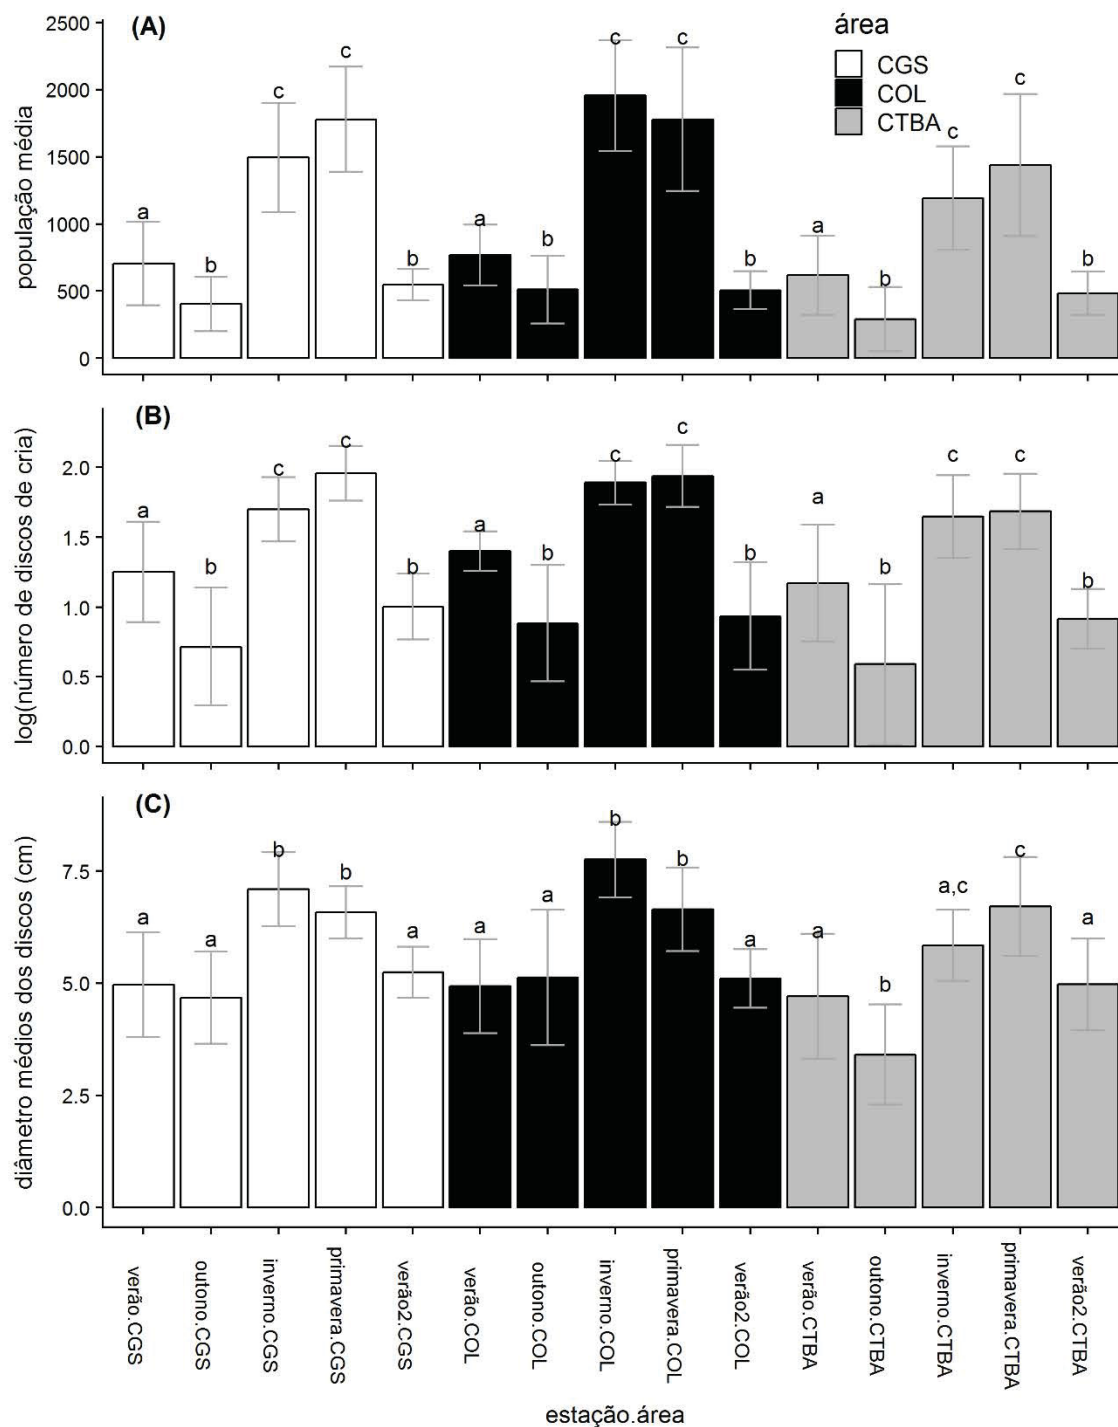 (A)
área
CGS
COL
CTBA
população média
2500
2000
1500
1000
500
0
a b c c b a b c c b a b c c b
(B)
log(número de discos de cria)
2.0
1.5
1.0
0.5
0.0
a b c c b a b c c b a b c c b
(C)
diâmetro médios dos discos (cm)
7.5
5.0
2.5
0.0
a a b b a a a b b a a b a,c c a
verão.CGS
outono.CGS
inverno.CGS
primavera.CGS
verão2.CGS
verão.COL
outono.COL
inverno.COL
primavera.COL
verão2.COL
verão.CTBA
outono.CTBA
inverno.CTBA
primavera.CTBA
verão2.CTBA
estação.área